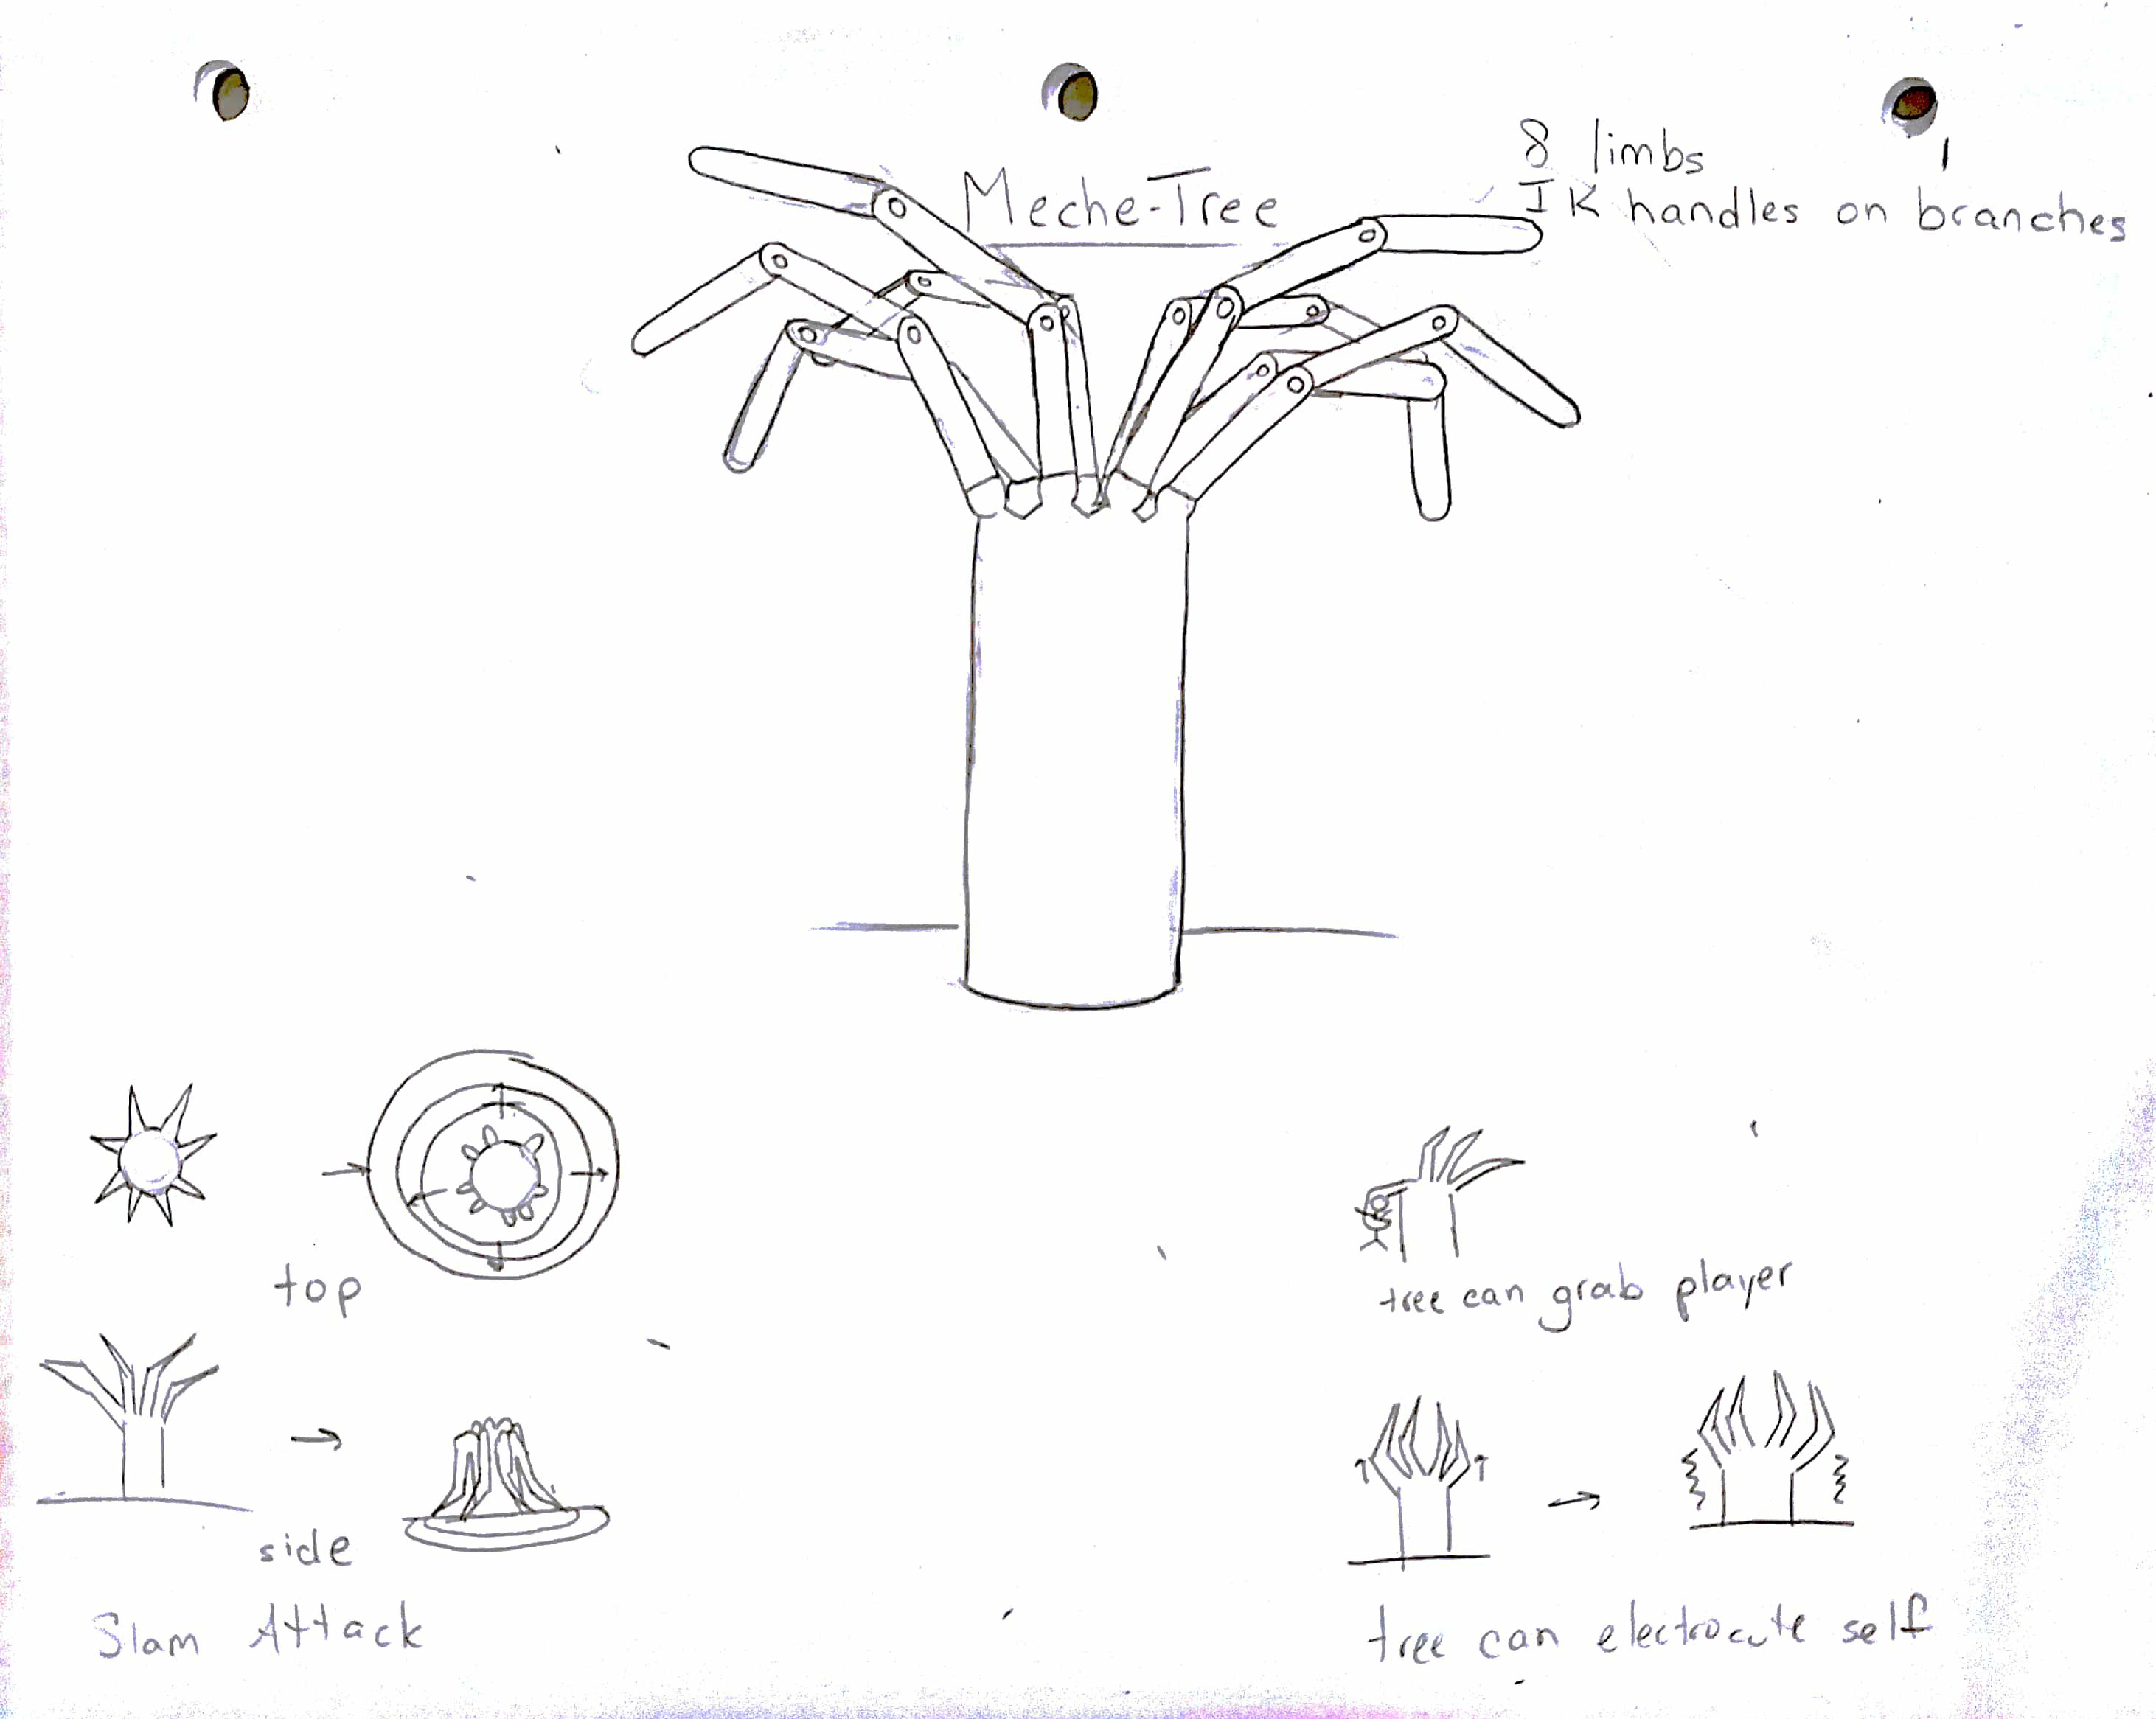 Meche-Tree
8 limbs
IK handles on branches
top
side
Slam Attack
tree can grab player
tree can electrocute self